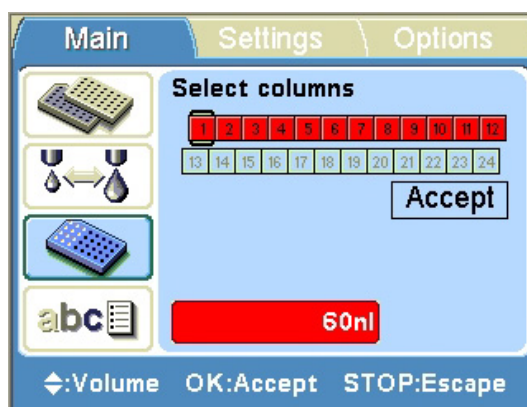 Main Settings Options
Select columns
1 2 3 4 5 6 7 8 9 10 11 12
13 14 15 16 17 18 19 20 21 22 23 24
Accept
abc
60nl
:Volume OK:Accept STOP:Escape